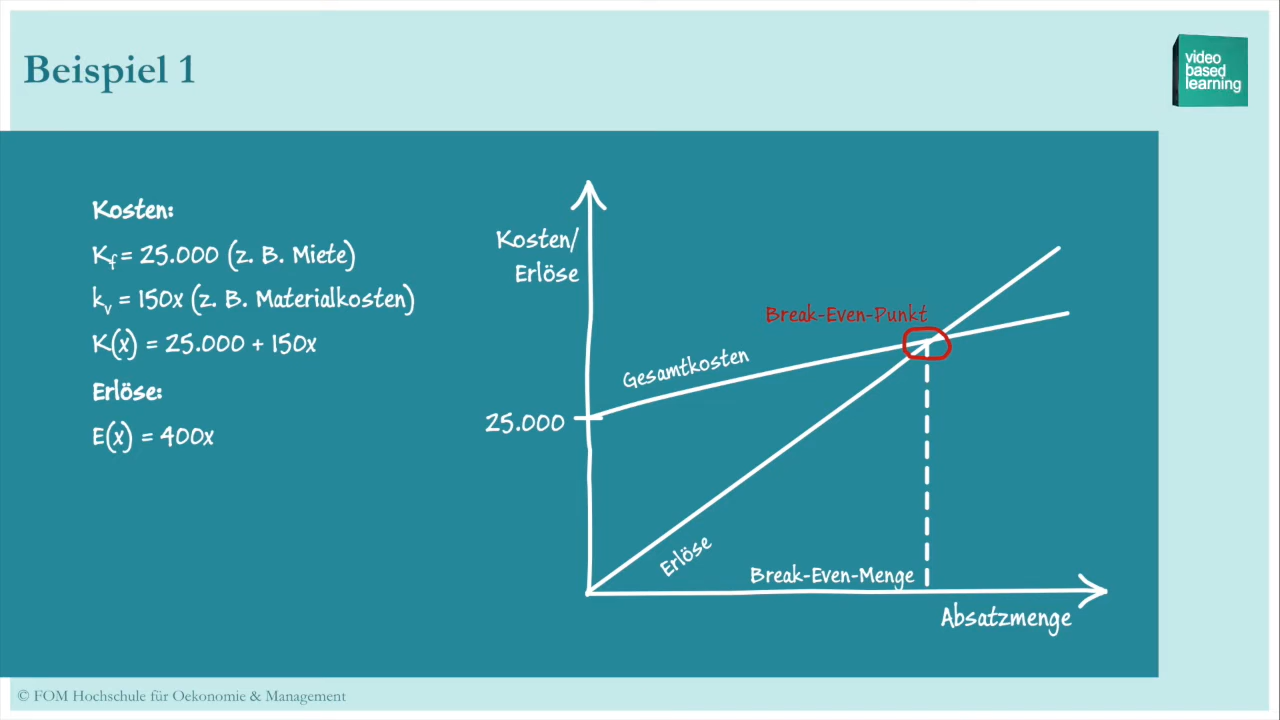 Beispiel 1
video
based
learning
Kosten:
Kf = 25.000 (z. B. Miete)
kv = 150x (z. B. Materialkosten)
K(x) = 25.000 + 150x
Erlöse:
E(x) = 400x
Kosten/
Erlöse
Break-Even-Punkt
Gesamtkosten
25.000
Erlöse
Break-Even-Menge
Absatzmenge
© FOM Hochschule für Oekonomie & Management